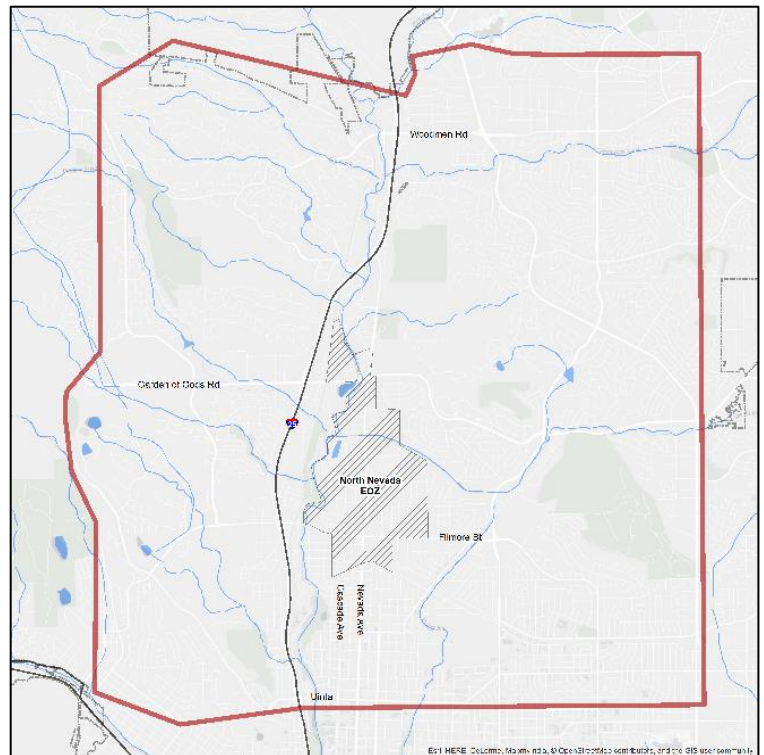 Woodmen Rd
Garden of Gods Rd
25
North Nevada
EOZ
Fillmore St
Nevada Ave
Cascade Ave
Uinta
Esri, HERE, DeLorme, MapmyIndia, © OpenStreetMap contributors, and the GIS user community